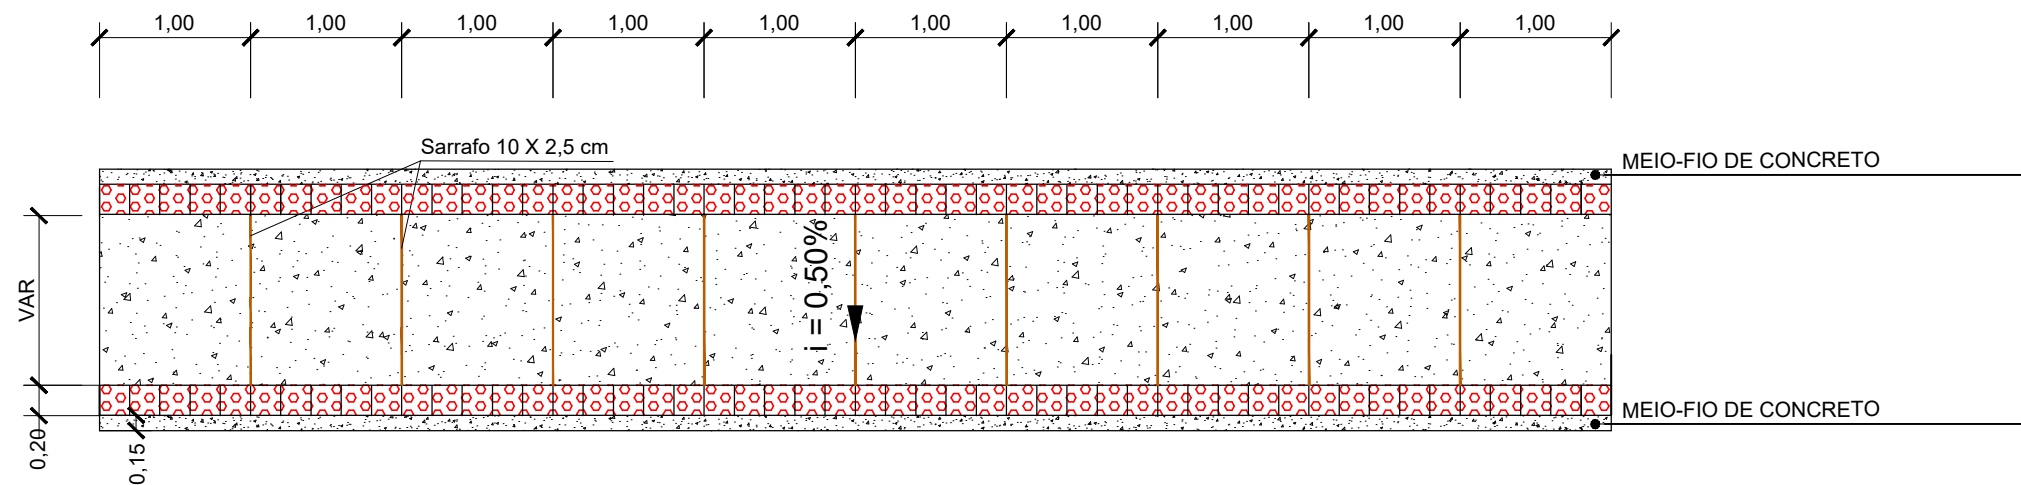 1,00 1,00 1,00 1,00 1,00 1,00 1,00 1,00 1,00 1,00
Sarrafo 10 X 2,5 cm
MEIO-FIO DE CONCRETO
i = 0,50%
VAR
MEIO-FIO DE CONCRETO
0,20
0,15